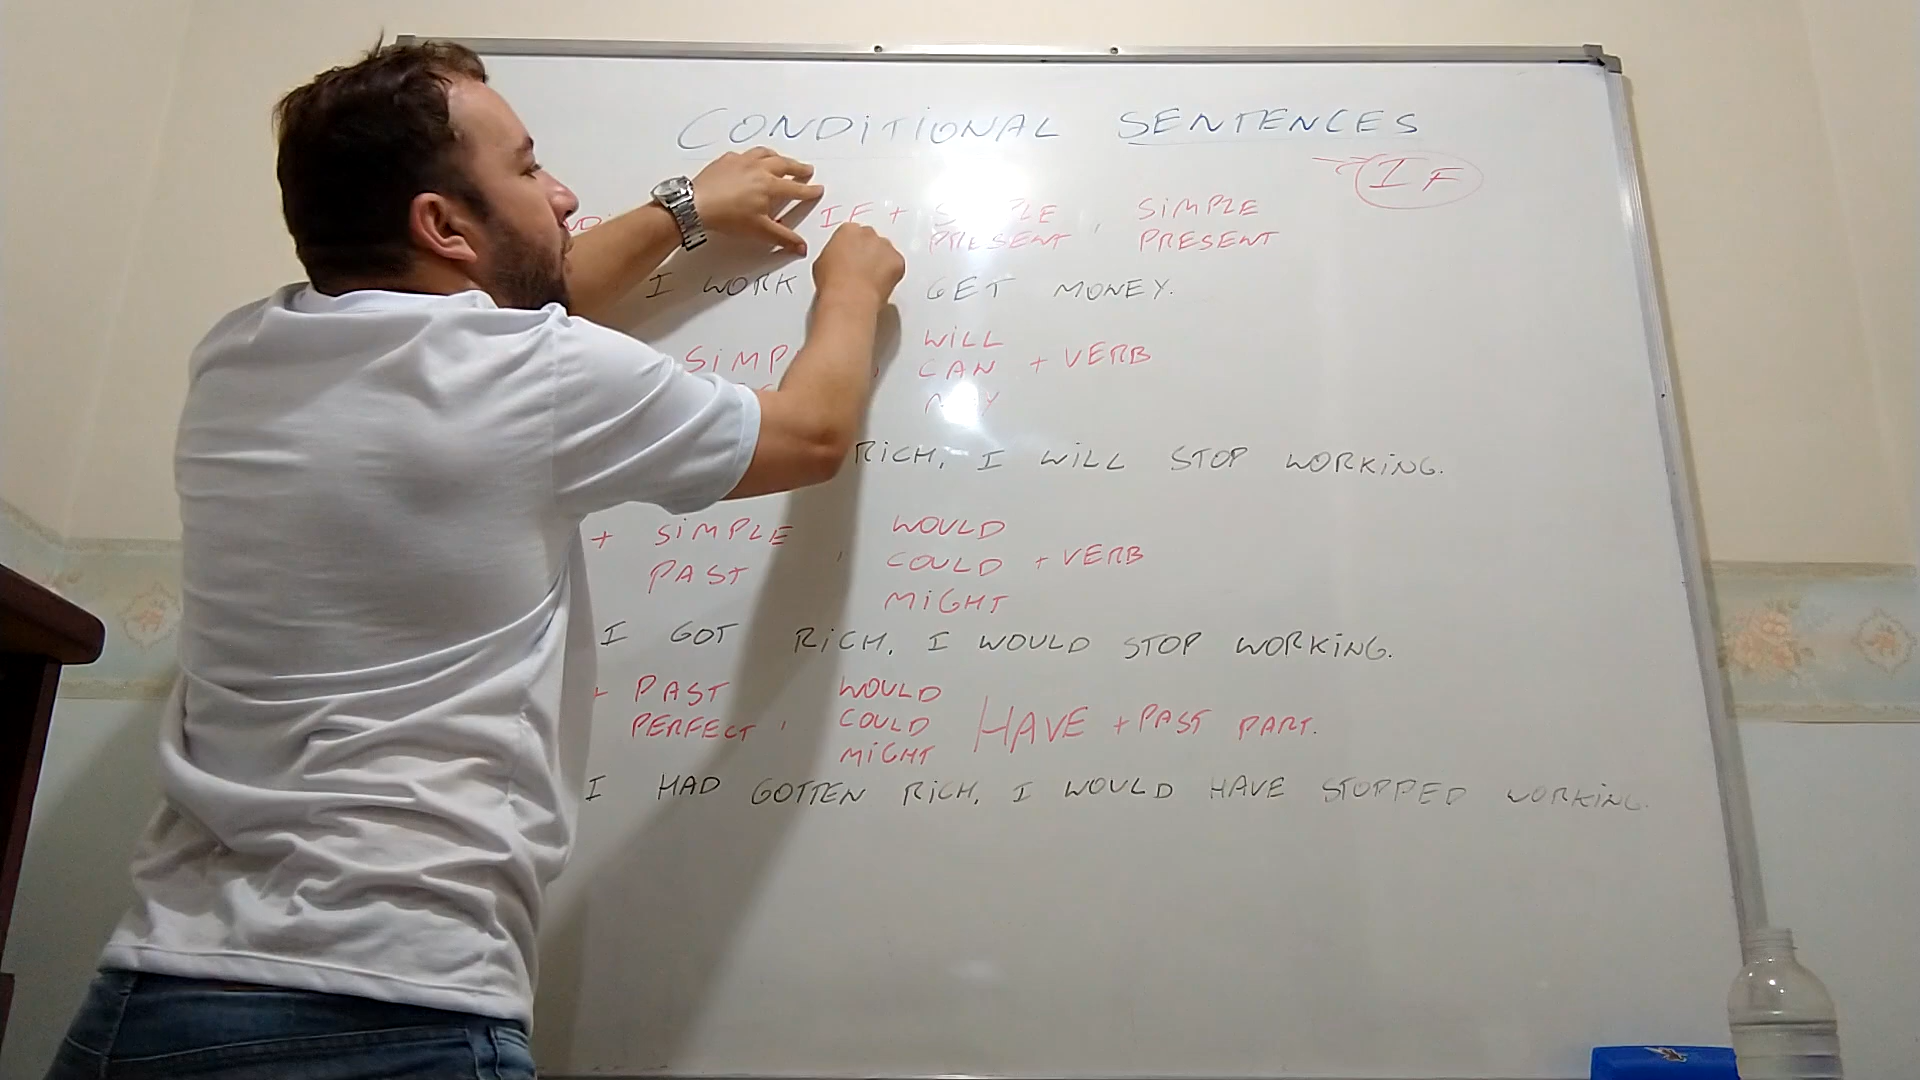 CONDITIONAL SENTENCES
IF
IF + SIMPLE PRESENT, SIMPLE PRESENT
I WORK GET MONEY.
WILL
CAN + VERB
MAY
RICH, I WILL STOP WORKING.
+ SIMPLE PAST, WOULD
COULD + VERB
MIGHT
I GOT RICH, I WOULD STOP WORKING.
+ PAST PERFECT, WOULD
COULD HAVE + PAST PART.
MIGHT
I HAD GOTTEN RICH, I WOULD HAVE STOPPED WORKING.